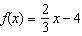 f(x) = 2/3 x − 4